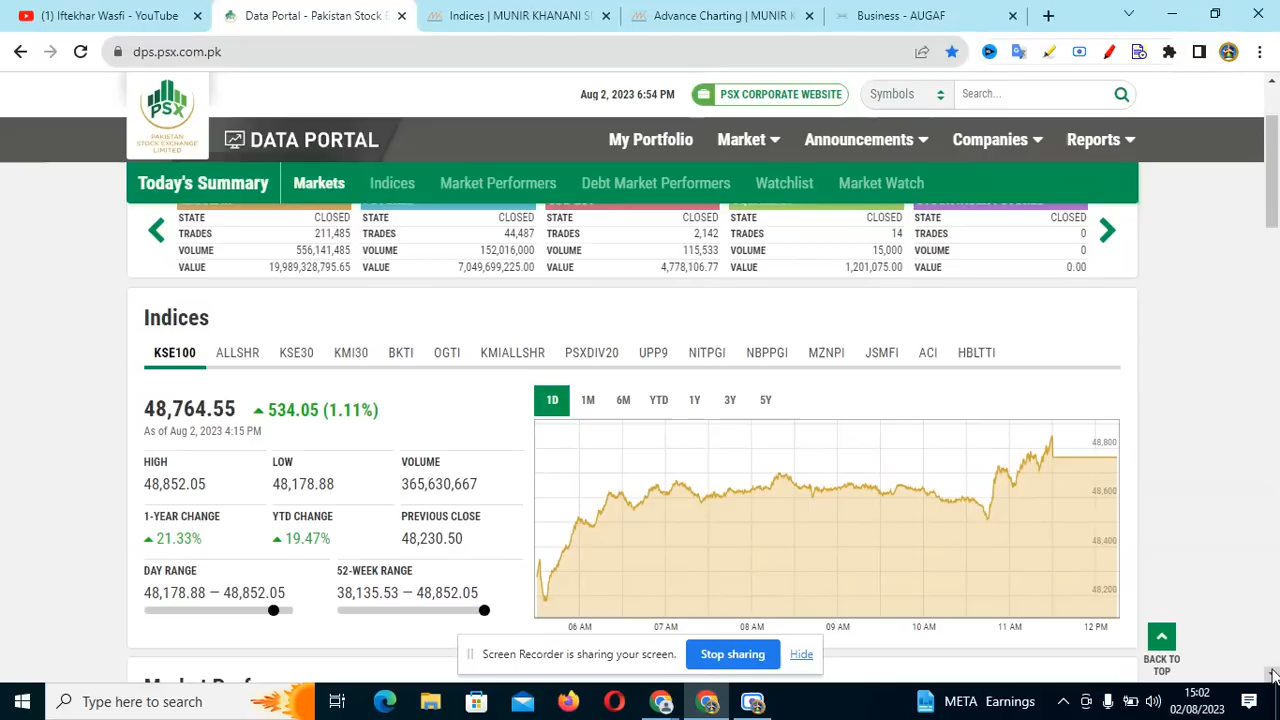 (1) Iftekhar Wasti - You
Data Portal - Pakistan Stock E
Indices | MUNIR KHANANI S
Advance Charting | MUNIR K
Business - AUGAF
dps.psx.com.pk
PSX
PAKISTAN
STOCK EXCHANGE
LIMITED
Aug 2, 2023 6:54 PM
PSX CORPORATE WEBSITE
Symbols
Search...
DATA PORTAL
My Portfolio
Market
Announcements
Companies
Reports
Today's Summary
Markets
Indices
Market Performers
Debt Market Performers
Watchlist
Market Watch
STATE CLOSED STATE CLOSED STATE CLOSED STATE CLOSED STATE CLOSED
TRADES 211,485 TRADES 44,487 TRADES 2,142 TRADES 14 TRADES 0
VOLUME 556,141,485 VOLUME 152,016,000 VOLUME 115,533 VOLUME 15,000 VOLUME 0
VALUE 19,989,328,795.65 VALUE 7,049,699,225.00 VALUE 4,778,106.77 VALUE 1,201,075.00 VALUE 0.00
Indices
KSE100 ALLSHR KSE30 KMI30 BKTI OGTI KMIALLSHR PSXDIV20 UPP9 NITPGI NBPPGI MZNPI JSMFI ACI HBLTTI
48,764.55 534.05 (1.11%)
As of Aug 2, 2023 4:15 PM
HIGH LOW VOLUME
48,852.05 48,178.88 365,630,667
1-YEAR CHANGE YTD CHANGE PREVIOUS CLOSE
21.33% 19.47% 48,230.50
DAY RANGE 52-WEEK RANGE
48,178.88 — 48,852.05 38,135.53 — 48,852.05
1D 1M 6M YTD 1Y 3Y 5Y
48,800
48,600
48,400
48,200
06 AM 07 AM 08 AM 09 AM 10 AM 11 AM 12 PM
Screen Recorder is sharing your screen. Stop sharing Hide
BACK TO
TOP
Type here to search
META Earnings
15:02
02/08/2023